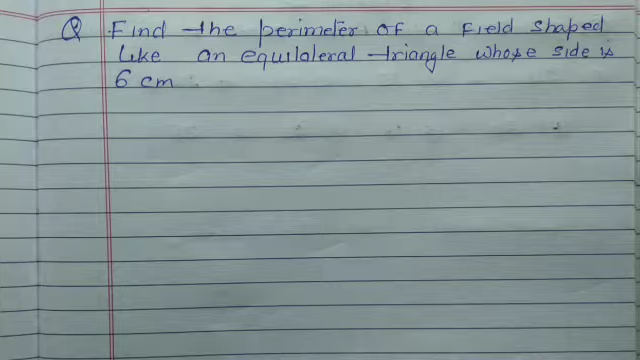 Q Find the perimeter of a field shaped
like an equilateral triangle whose side is
6 cm.